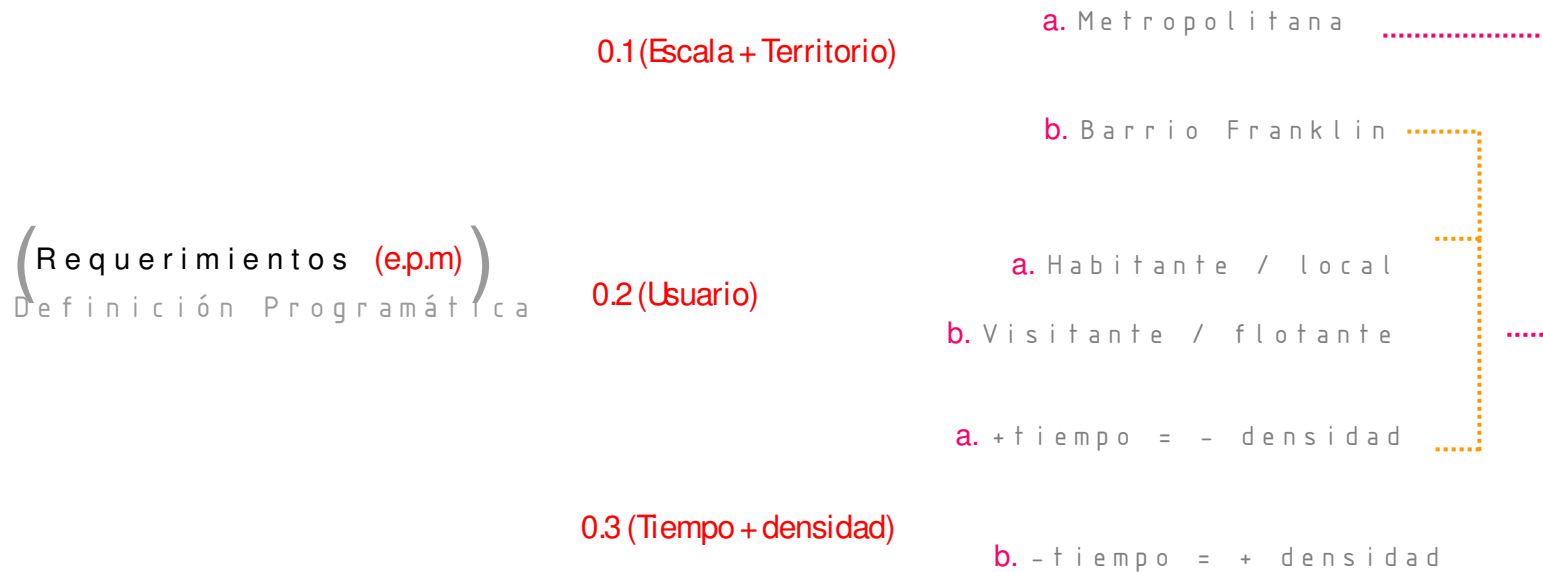 (Requerimientos (e.p.m))
Definición Programática
0.1 (Escala + Territorio)
a. Metropolitana
b. Barrio Franklin
0.2 (Usuario)
a. Habitante / local
b. Visitante / flotante
0.3 (Tiempo + densidad)
a. +tiempo = - densidad
b. -tiempo = + densidad